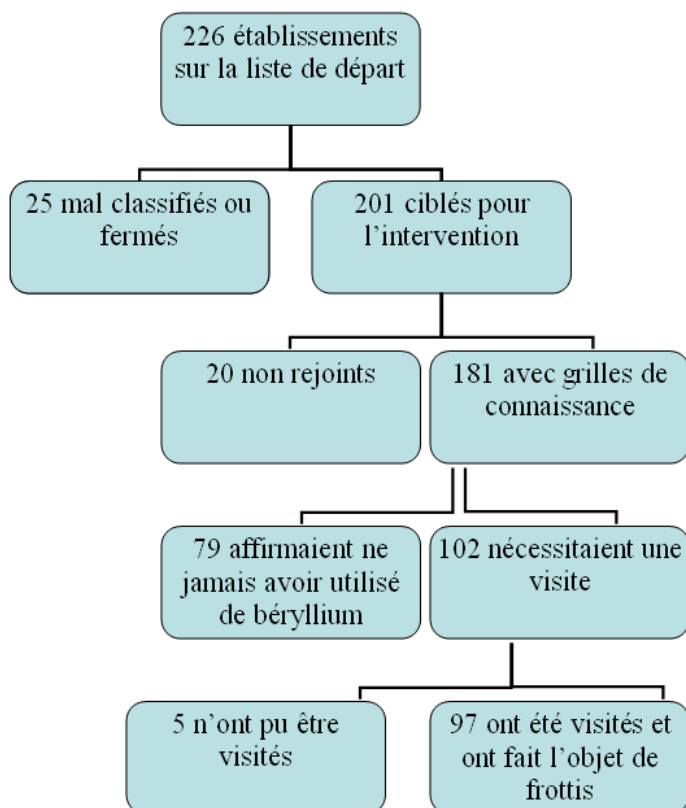 226 établissements
sur la liste de départ
25 mal classifiés ou
fermés
201 ciblés pour
l’intervention
20 non rejoints
181 avec grilles de
connaissance
79 affirmaient ne
jamais avoir utilisé
de béryllium
102 nécessitaient une
visite
5 n’ont pu être
visités
97 ont été visités et
ont fait l’objet de
frottis